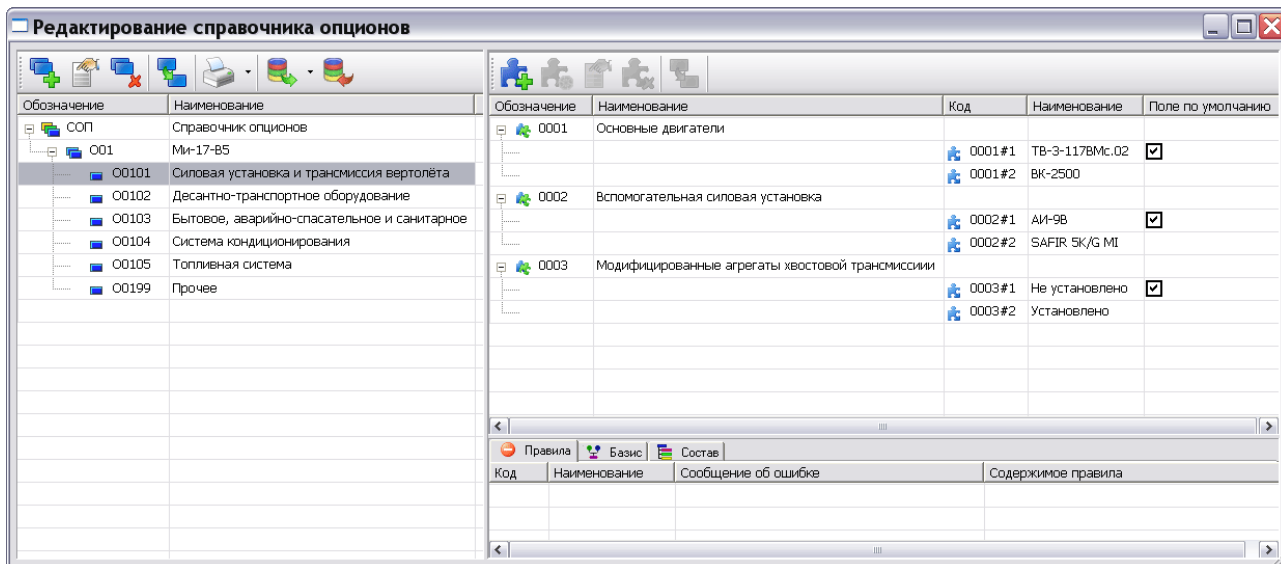 Редактирование справочника опционов
Обозначение Наименование
СОП Справочник опционов
О01 Ми-17-В5
О0101 Силовая установка и трансмиссия вертолёта
О0102 Десантно-транспортное оборудование
О0103 Бытовое, аварийно-спасательное и санитарное
О0104 Система кондиционирования
О0105 Топливная система
О0199 Прочее
Обозначение Наименование Код Наименование Поле по умолчанию
0001 Основные двигатели
0001#1 ТВ-3-117ВМс.02
0001#2 ВК-2500
0002 Вспомогательная силовая установка
0002#1 АИ-9В
0002#2 SAFIR 5K/G MI
0003 Модифицированные агрегаты хвостовой трансмиссиии
0003#1 Не установлено
0003#2 Установлено
Правила Базис Состав
Код Наименование Сообщение об ошибке Содержимое правила